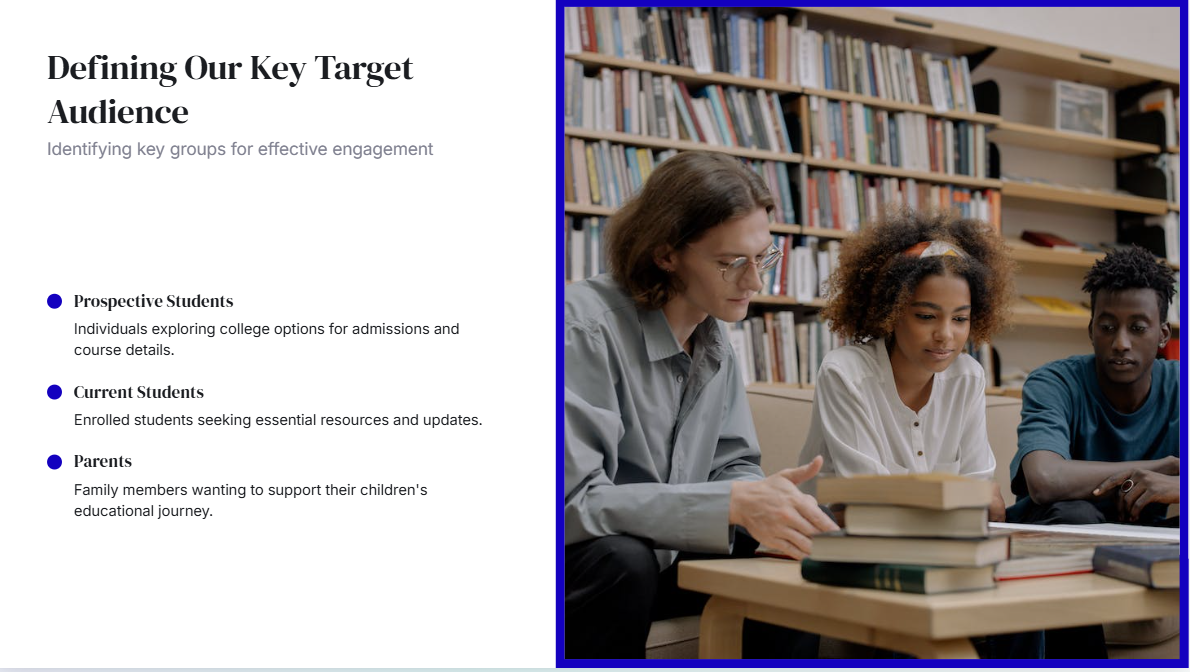 Defining Our Key Target
Audience
Identifying key groups for effective engagement
Prospective Students
Individuals exploring college options for admissions and
course details.
Current Students
Enrolled students seeking essential resources and updates.
Parents
Family members wanting to support their children's
educational journey.